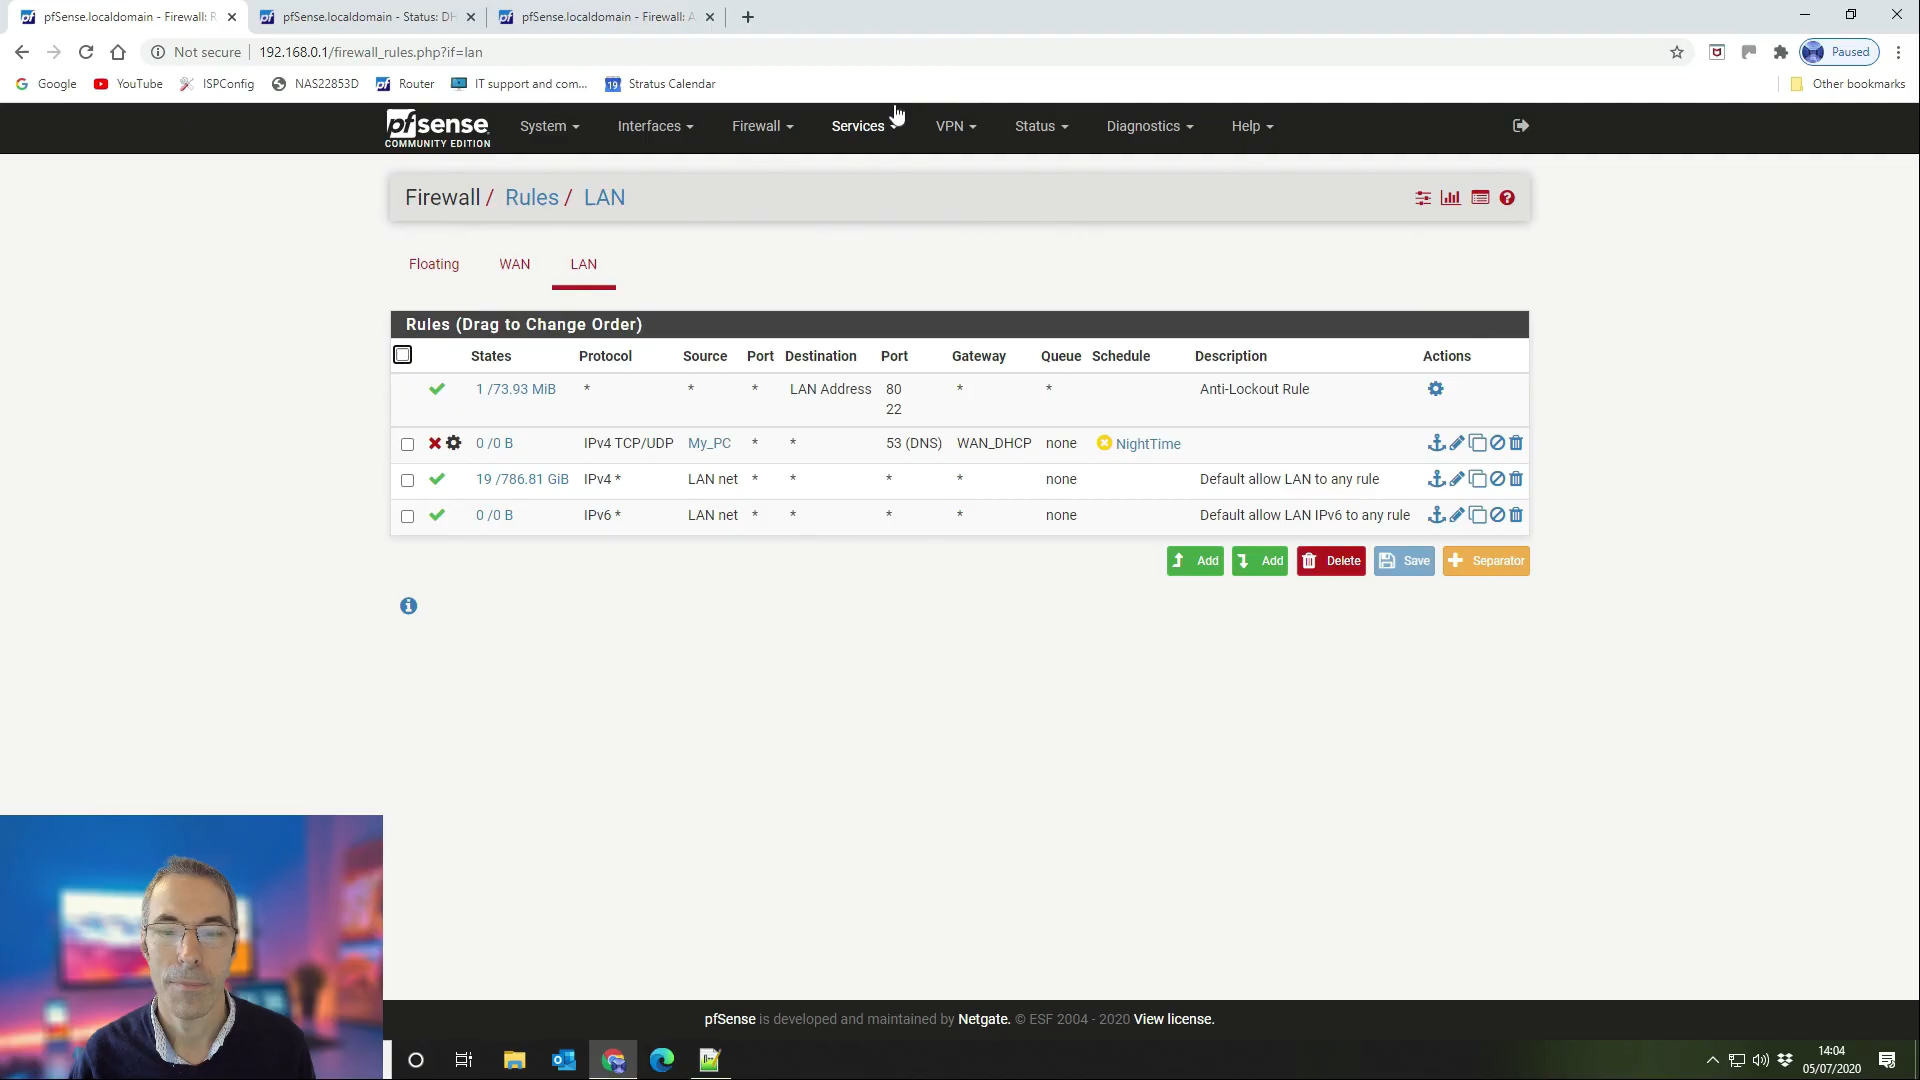 pfSense.localdomain - Firewall: R
pfSense.localdomain - Status: DH
pfSense.localdomain - Firewall: A
Not secure
192.168.0.1/firewall_rules.php?if=lan
Paused
Google
YouTube
ISPConfig
NAS22853D
Router
IT support and com...
19
Stratus Calendar
Other bookmarks
pfsense
COMMUNITY EDITION
System
Interfaces
Firewall
Services
VPN
Status
Diagnostics
Help
Firewall / Rules / LAN
Floating
WAN
LAN
Rules (Drag to Change Order)
States Protocol Source Port Destination Port Gateway Queue Schedule Description Actions
1 /73.93 MiB * * * LAN Address 80 * * Anti-Lockout Rule
22
0 /0 B IPv4 TCP/UDP My_PC * * 53 (DNS) WAN_DHCP none NightTime
19 /786.81 GiB IPv4 * LAN net * * * * none Default allow LAN to any rule
0 /0 B IPv6 * LAN net * * * * none Default allow LAN IPv6 to any rule
Add
Add
Delete
Save
Separator
pfSense is developed and maintained by Netgate. © ESF 2004 - 2020 View license.
14:04
05/07/2020